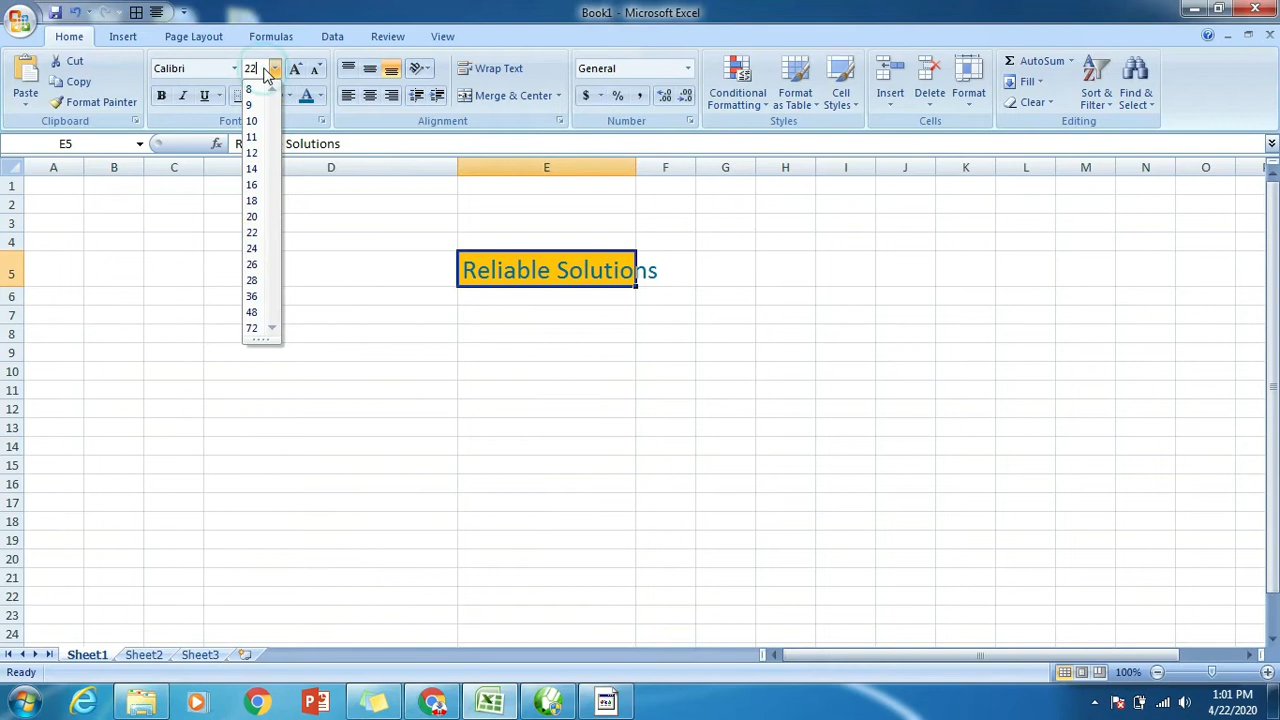 Book1 - Microsoft Excel
Home Insert Page Layout Formulas Data Review View
Paste Cut Copy Format Painter
Clipboard
Calibri 22
B I U A
Font
Wrap Text
Merge & Center
Alignment
General
$ % ,
Number
Conditional Formatting Format as Table Cell Styles
Styles
Insert Delete Format
Cells
Σ AutoSum Fill Clear Sort & Filter Find & Select
Editing
8
9
10
11
12
14
16
18
20
22
24
26
28
36
48
72
E5 fx Solutions
A B C D E F G H I J K L M N O
1
2
3
4
5 Reliable Solutions
6
7
8
9
10
11
12
13
14
15
16
17
18
19
20
21
22
23
24
Sheet1 Sheet2 Sheet3
Ready 100%
1:01 PM
4/22/2020